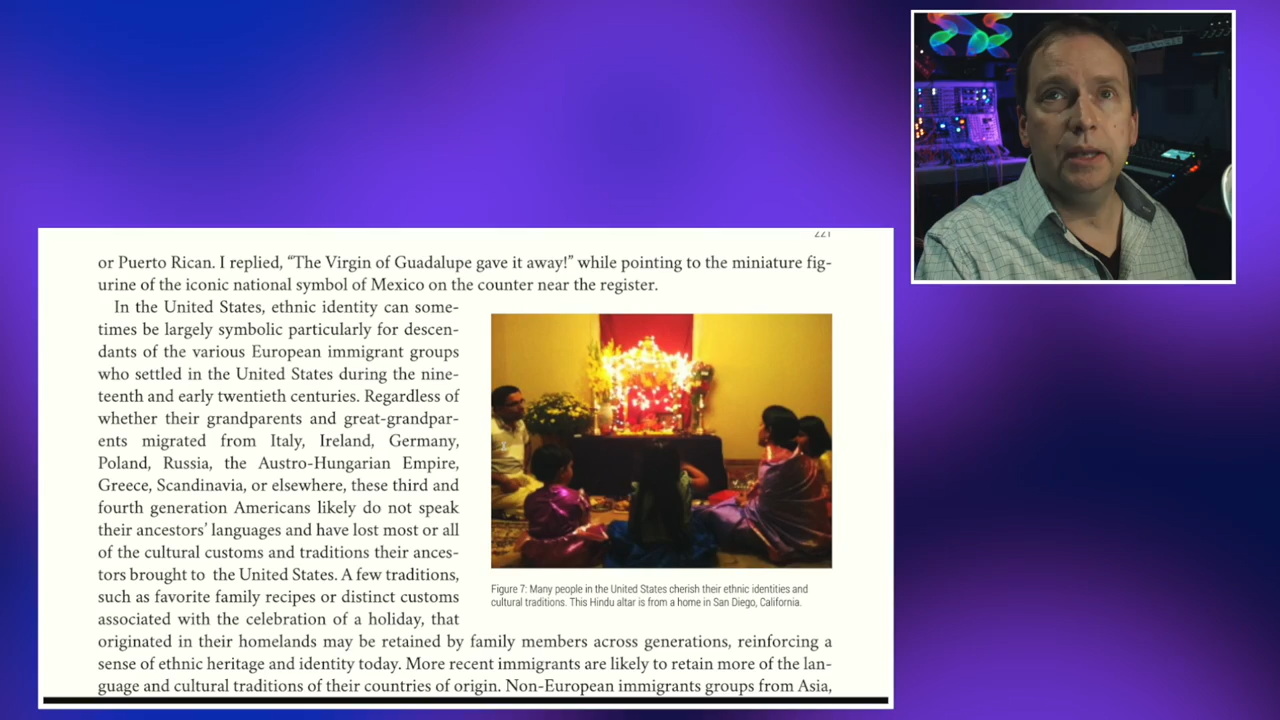 221
or Puerto Rican. I replied, “The Virgin of Guadalupe gave it away!” while pointing to the miniature fig-
urine of the iconic national symbol of Mexico on the counter near the register.
In the United States, ethnic identity can some-
times be largely symbolic particularly for descen-
dants of the various European immigrant groups
who settled in the United States during the nine-
teenth and early twentieth centuries. Regardless of
whether their grandparents and great-grandpar-
ents migrated from Italy, Ireland, Germany,
Poland, Russia, the Austro-Hungarian Empire,
Greece, Scandinavia, or elsewhere, these third and
fourth generation Americans likely do not speak
their ancestors’ languages and have lost most or all
of the cultural customs and traditions their ances-
tors brought to the United States. A few traditions,
such as favorite family recipes or distinct customs
associated with the celebration of a holiday, that
originated in their homelands may be retained by family members across generations, reinforcing a
sense of ethnic heritage and identity today. More recent immigrants are likely to retain more of the lan-
guage and cultural traditions of their countries of origin. Non-European immigrants groups from Asia,
Figure 7: Many people in the United States cherish their ethnic identities and
cultural traditions. This Hindu altar is from a home in San Diego, California.